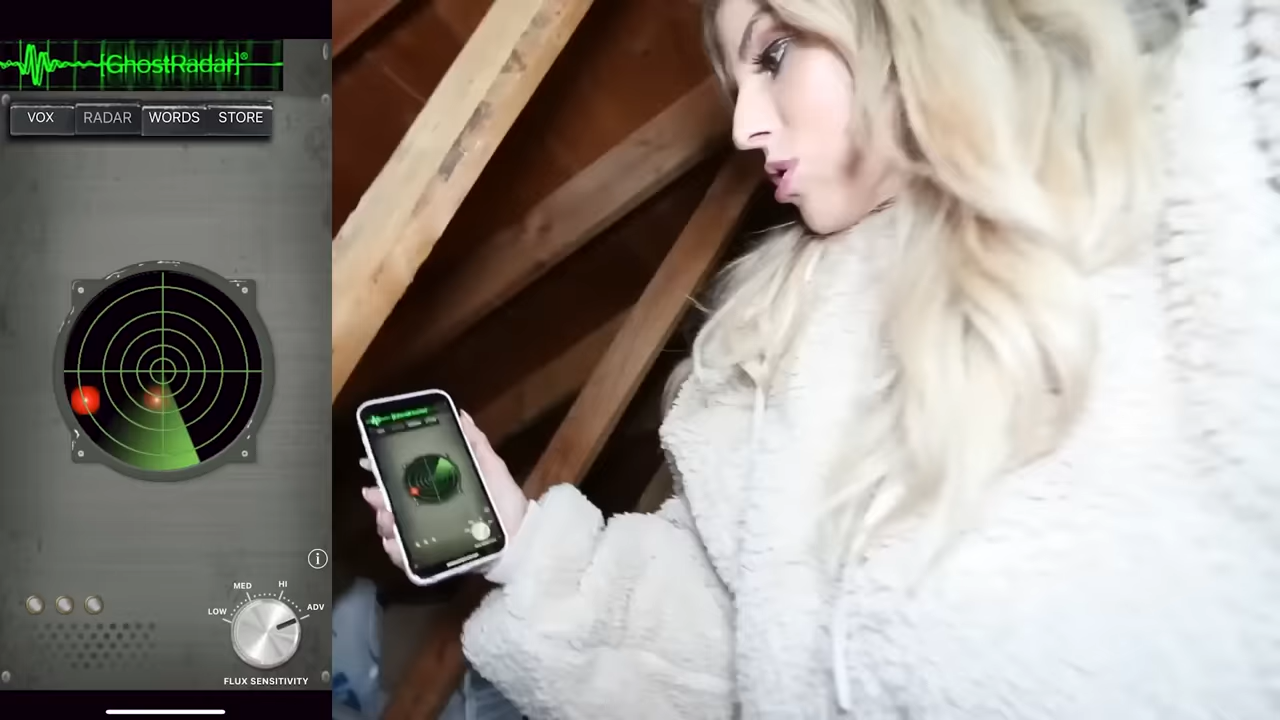 [GhostRadar]®
VOX RADAR WORDS STORE
i
MED HI
LOW ADV
FLUX SENSITIVITY